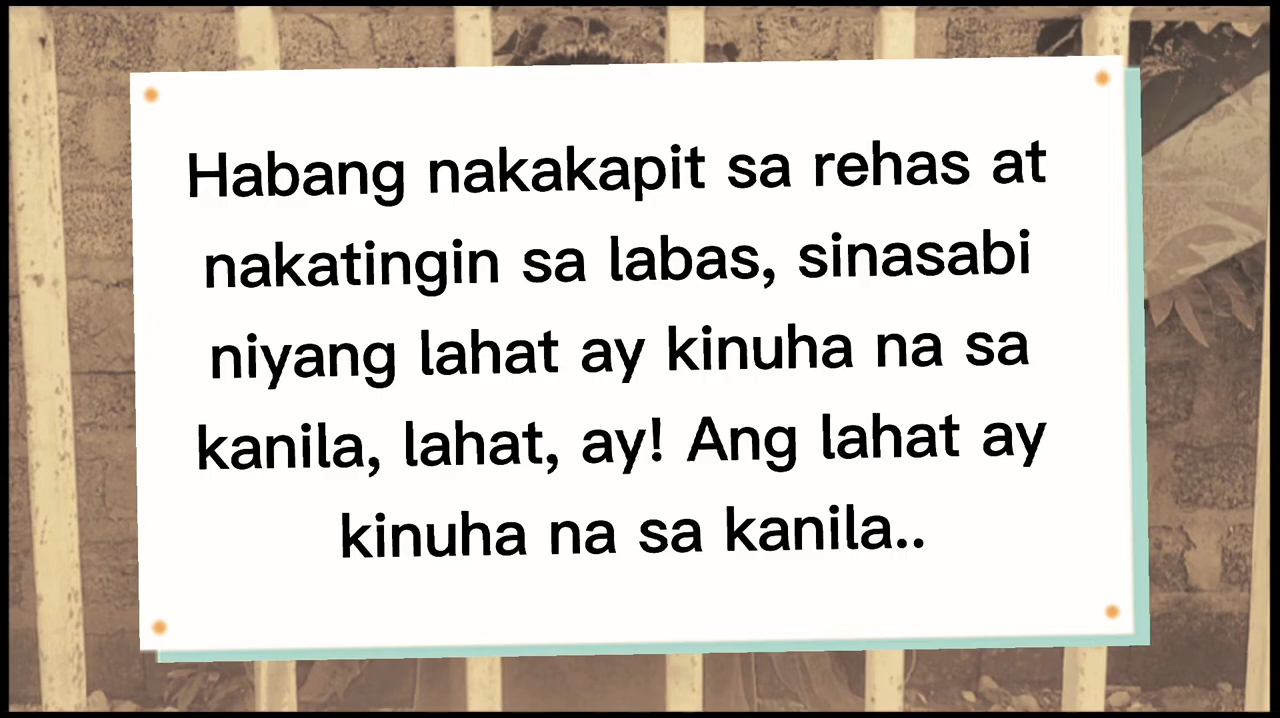 Habang nakakapit sa rehas at
nakatingin sa labas, sinasabi
niyang lahat ay kinuha na sa
kanila, lahat, ay! Ang lahat ay
kinuha na sa kanila..